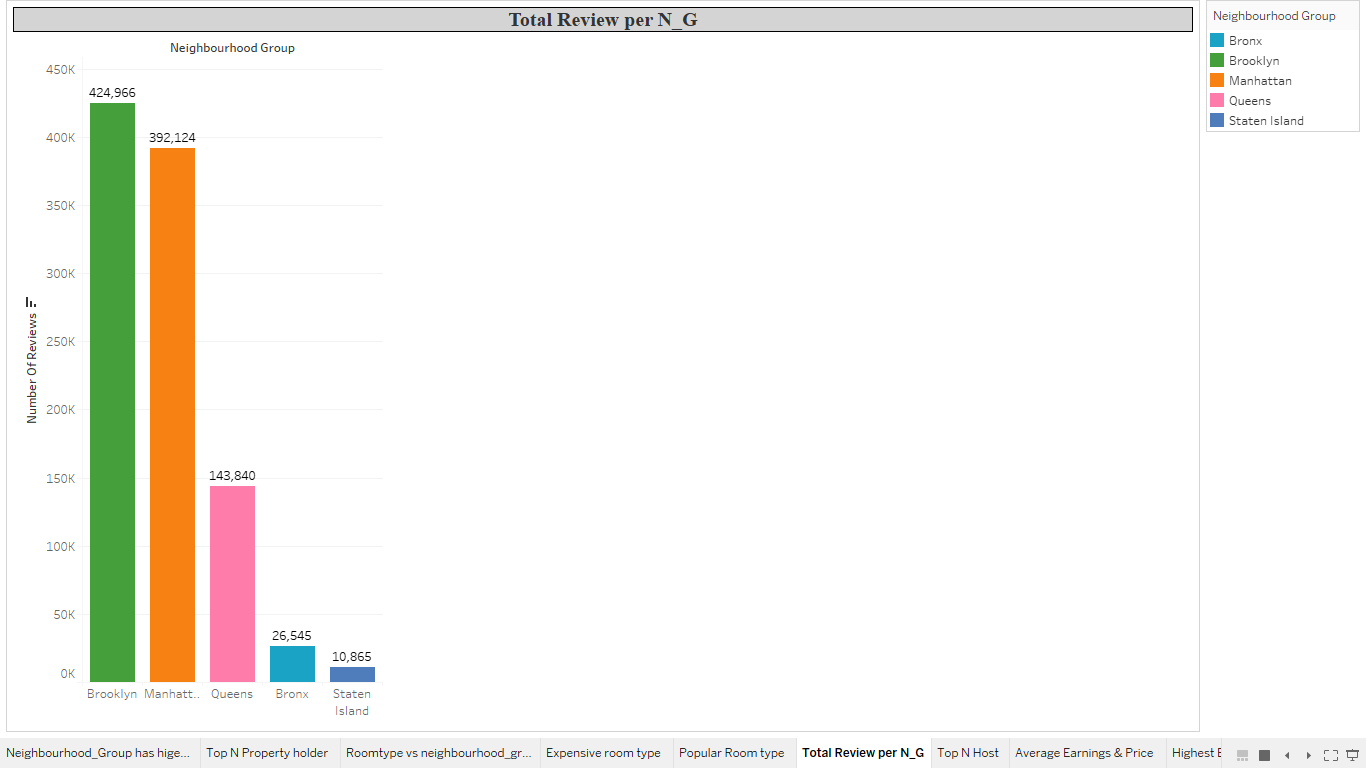 Total Review per N_G
Neighbourhood Group
450K
400K
350K
300K
250K
200K
150K
100K
50K
0K
Number Of Reviews
424,966
392,124
143,840
26,545
10,865
Brooklyn
Manhatt..
Queens
Bronx
Staten
Island
Neighbourhood Group
Bronx
Brooklyn
Manhattan
Queens
Staten Island
Neighbourhood_Group has hige...
Top N Property holder
Roomtype vs neighbourhood_gr...
Expensive room type
Popular Room type
Total Review per N_G
Top N Host
Average Earnings & Price
Highest E